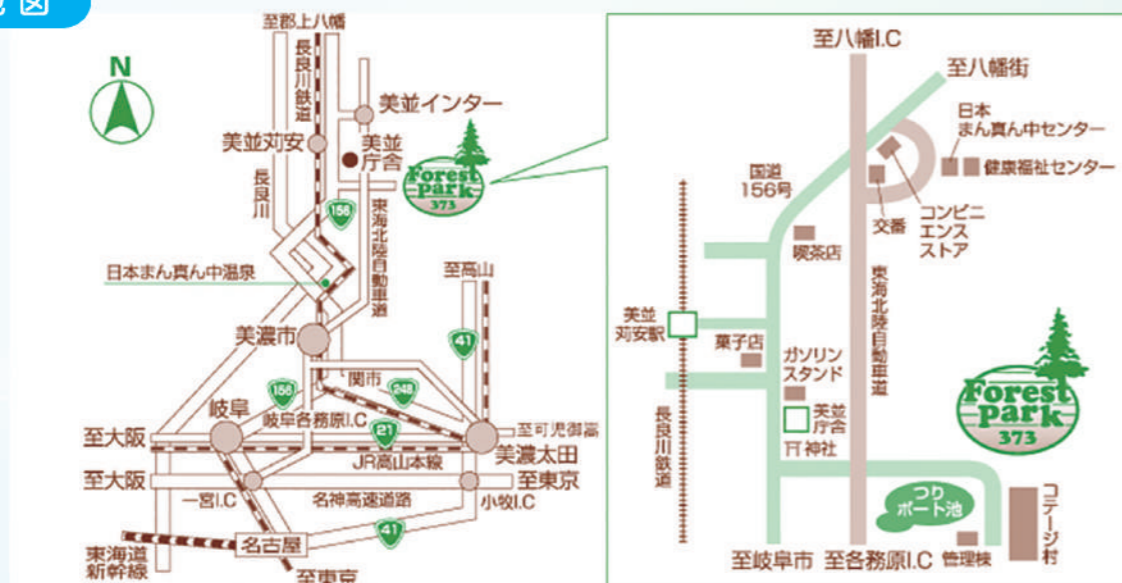 図
N
至郡上八幡
長良川鉄道
美並インター
美並苅安
美並
庁舎
Forest
Park
373
長良川
156
東海北陸自動車道
日本まん真ん中温泉
至高山
美濃市
41
関市
156
248
岐阜
岐阜各務原I.C
21
至大阪
至可児御嵩
美濃太田
JR高山本線
至大阪
至東京
一宮I.C
名神高速道路
小牧I.C
41
名古屋
東海道
新幹線
至東京
至八幡I.C
至八幡街
日本
まん真ん中センター
健康福祉センター
国道
156号
交番
コンビニ
エンス
ストア
喫茶店
東海北陸自動車道
美並
苅安駅
菓子店
ガソリン
スタンド
Forest
Park
373
長良川鉄道
美並
庁舎
神社
つり
ボート池
コテージ村
至岐阜市
至各務原I.C
管理棟